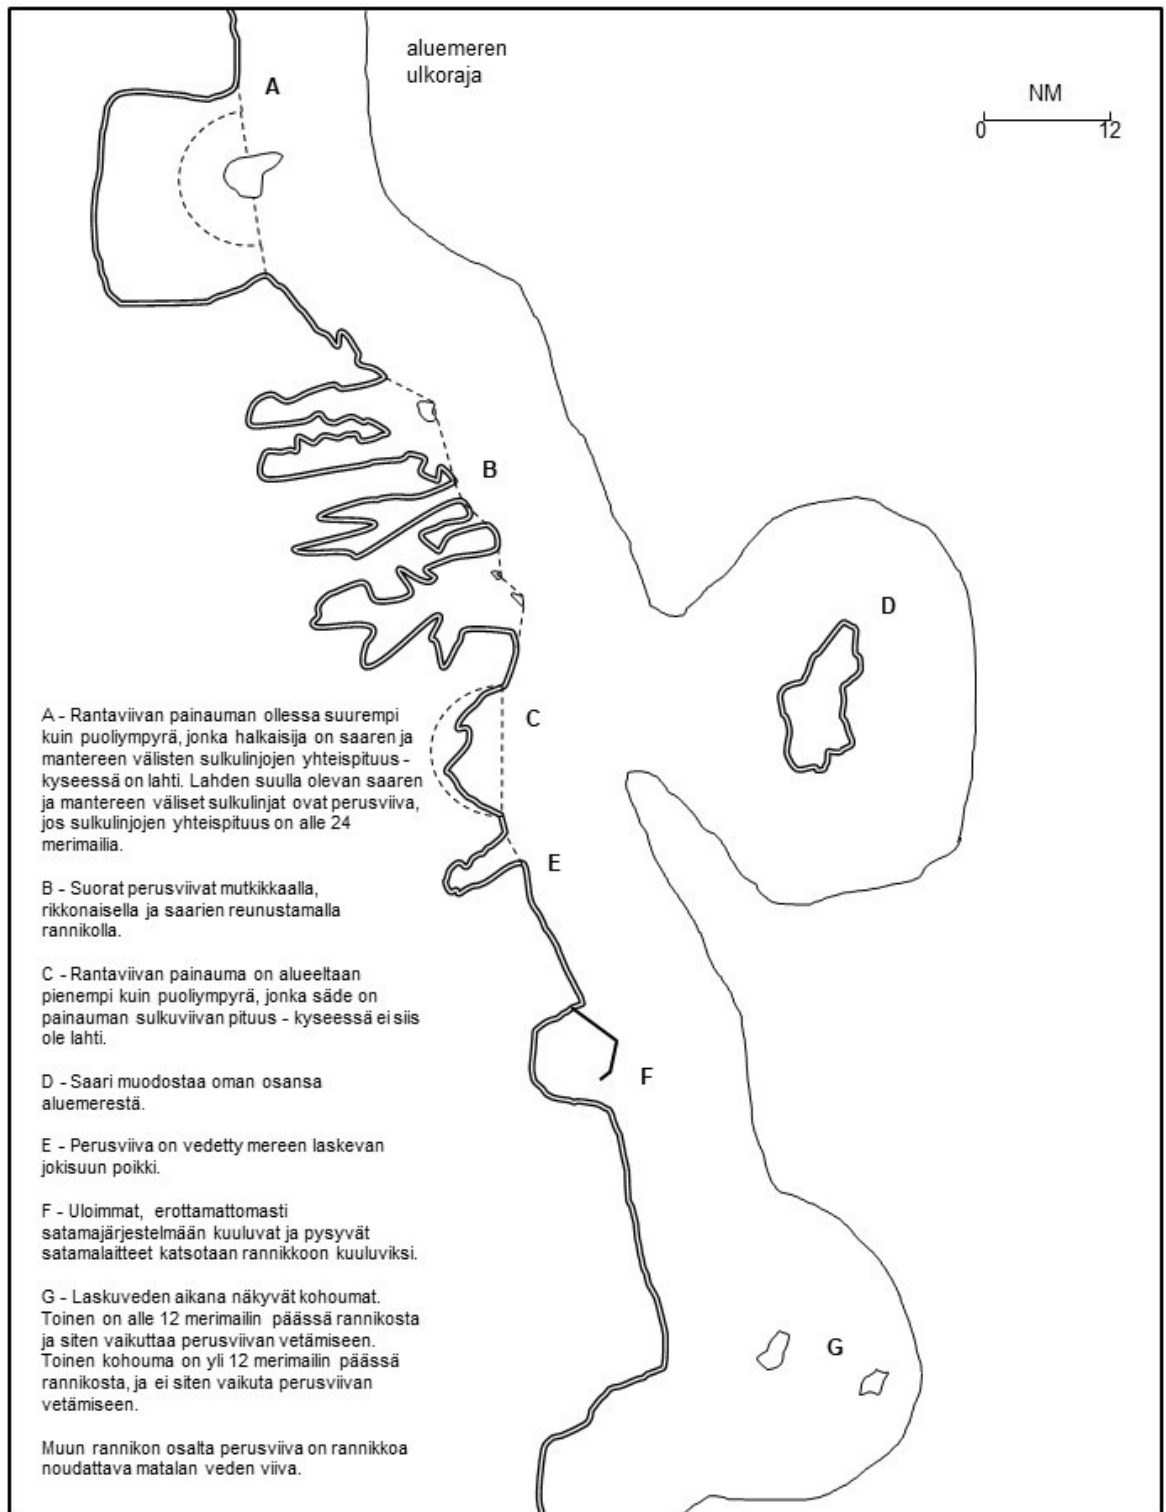 aluemeren
ulkoraja
NM
0 12
A
B
C
D
E
F
G
A - Rantaviivan painauman ollessa suurempi
kuin puoliympyrä, jonka halkaisija on saaren ja
mantereen välisten sulkulinjojen yhteispituus -
kyseessä on lahti. Lahden suulla olevan saaren
ja mantereen väliset sulkulinjat ovat perusviiva,
jos sulkulinjojen yhteispituus on alle 24
merimailia.
B - Suorat perusviivat mutkikkaalla,
rikkonaisella ja saarien reunustamalla
rannikolla.
C - Rantaviivan painauma on alueeltaan
pienempi kuin puoliympyrä, jonka säde on
painauman sulkuviivan pituus - kyseessä ei siis
ole lahti.
D - Saari muodostaa oman osansa
aluemerestä.
E - Perusviiva on vedetty mereen laskevan
jokisuun poikki.
F - Uloimmat, erottamattomasti
satamajärjestelmään kuuluvat ja pysyvät
satamalaitteet katsotaan rannikkoon kuuluviksi.
G - Laskuveden aikana näkyvät kohoumat.
Toinen on alle 12 merimailin päässä rannikosta
ja siten vaikuttaa perusviivan vetämiseen.
Toinen kohouma on yli 12 merimailin päässä
rannikosta, ja ei siten vaikuta perusviivan
vetämiseen.
Muun rannikon osalta perusviiva on rannikkoa
noudattava matalan veden viiva.